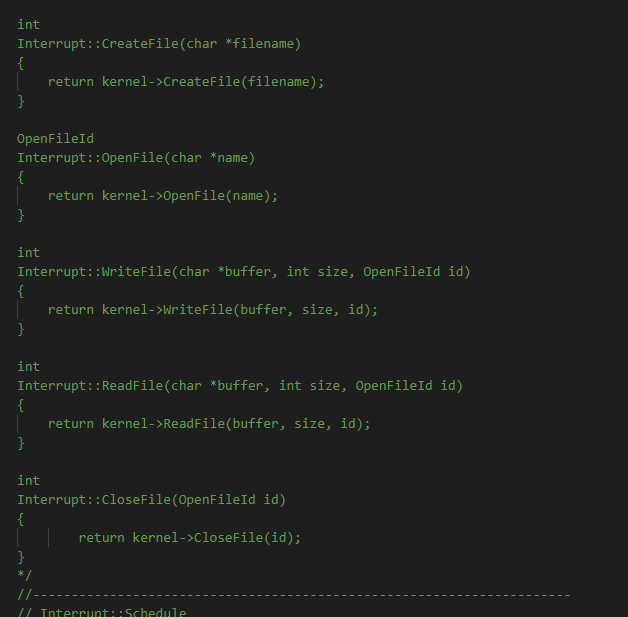 int
Interrupt::CreateFile(char *filename)
{
    return kernel->CreateFile(filename);
}

OpenFileId
Interrupt::OpenFile(char *name)
{
    return kernel->OpenFile(name);
}

int
Interrupt::WriteFile(char *buffer, int size, OpenFileId id)
{
    return kernel->WriteFile(buffer, size, id);
}

int
Interrupt::ReadFile(char *buffer, int size, OpenFileId id)
{
    return kernel->ReadFile(buffer, size, id);
}

int
Interrupt::CloseFile(OpenFileId id)
{
        return kernel->CloseFile(id);
}
*/
//----------------------------------------------------------------------
// Interrupt::Schedule